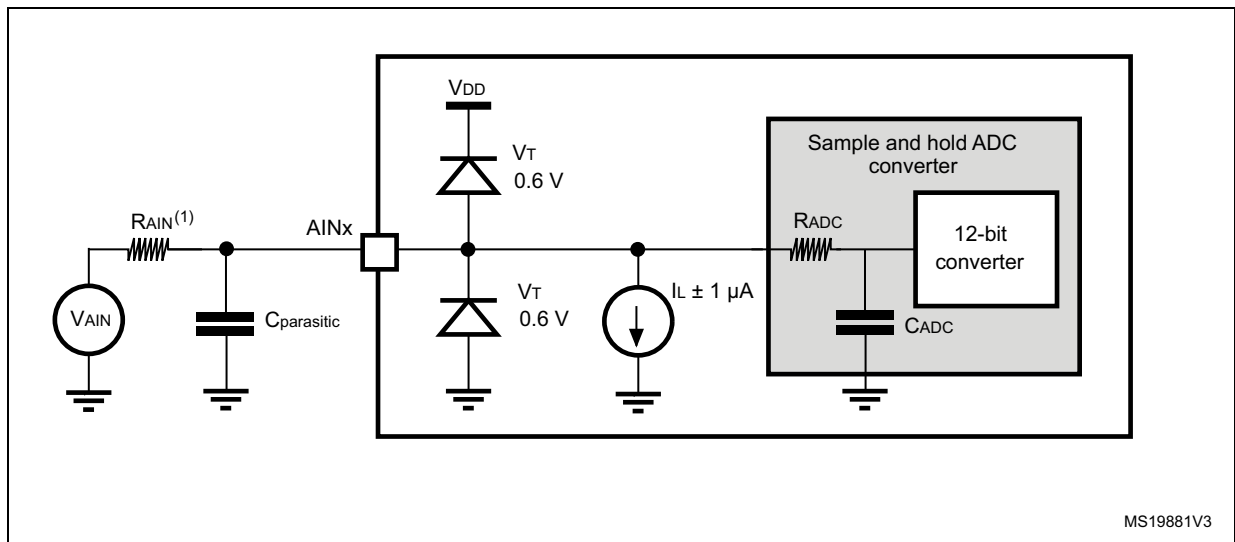 VDD
Sample and hold ADC
converter
VT
0.6 V
RAIN(1)
AINx
RADC
12-bit
converter
VAIN
Cparasitic
VT
0.6 V
IL ± 1 µA
CADC
MS19881V3